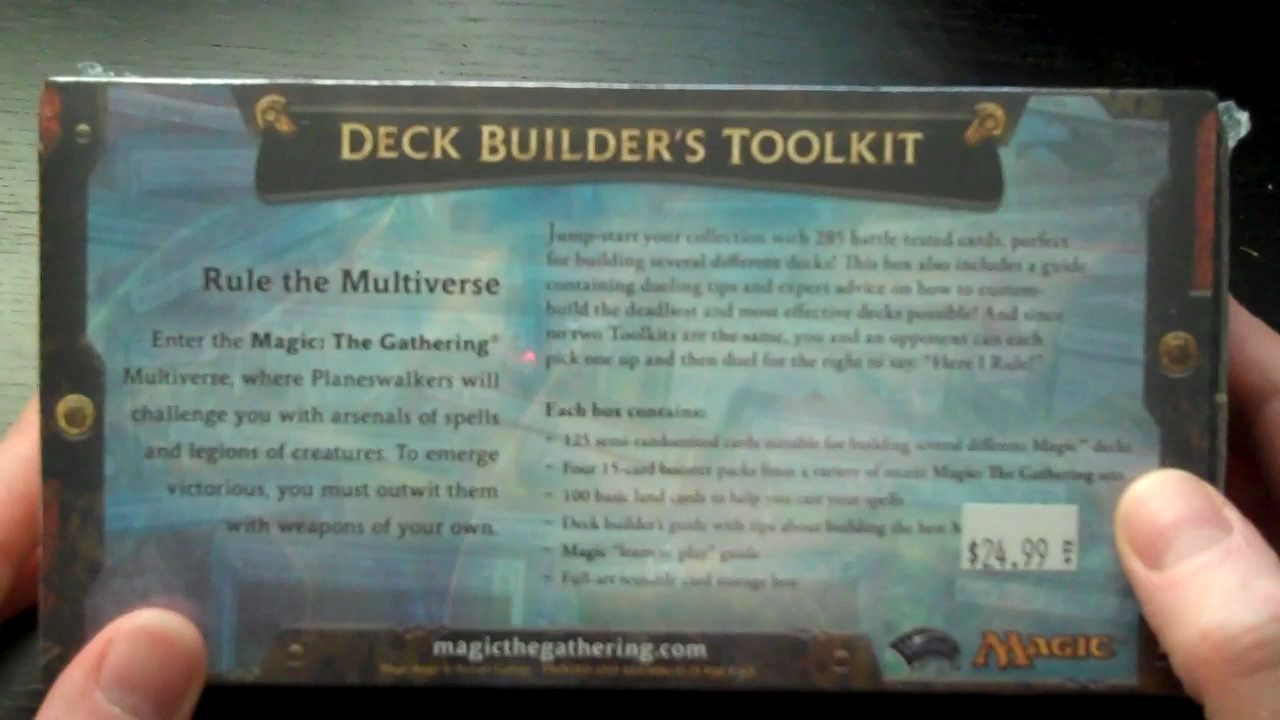 DECK BUILDER'S TOOLKIT
Rule the Multiverse
Enter the Magic: The Gathering®
Multiverse, where Planeswalkers will
challenge you with arsenals of spells
and legions of creatures. To emerge
victorious, you must outwit them
with weapons of your own.
Jump-start your collection with 285 battle-tested cards, perfect
for building several different decks! This box also includes a guide
containing dueling tips and expert advice on how to custom-
build the deadliest and most effective decks possible! And since
no two Toolkits are the same, you and an opponent can each
pick one up and then duel for the right to say, "Here I Rule!"
Each box contains:
- 125 semi-randomized cards suitable for building several different Magic™ decks
- Four 15-card booster packs from a variety of recent Magic: The Gathering sets
- 100 basic land cards to help you cast your spells
- Deck builder's guide with tips about building the best
- Magic "learn to play" guide
- Full-art reusable card storage box
$24.99
magicthegathering.com
MAGIC